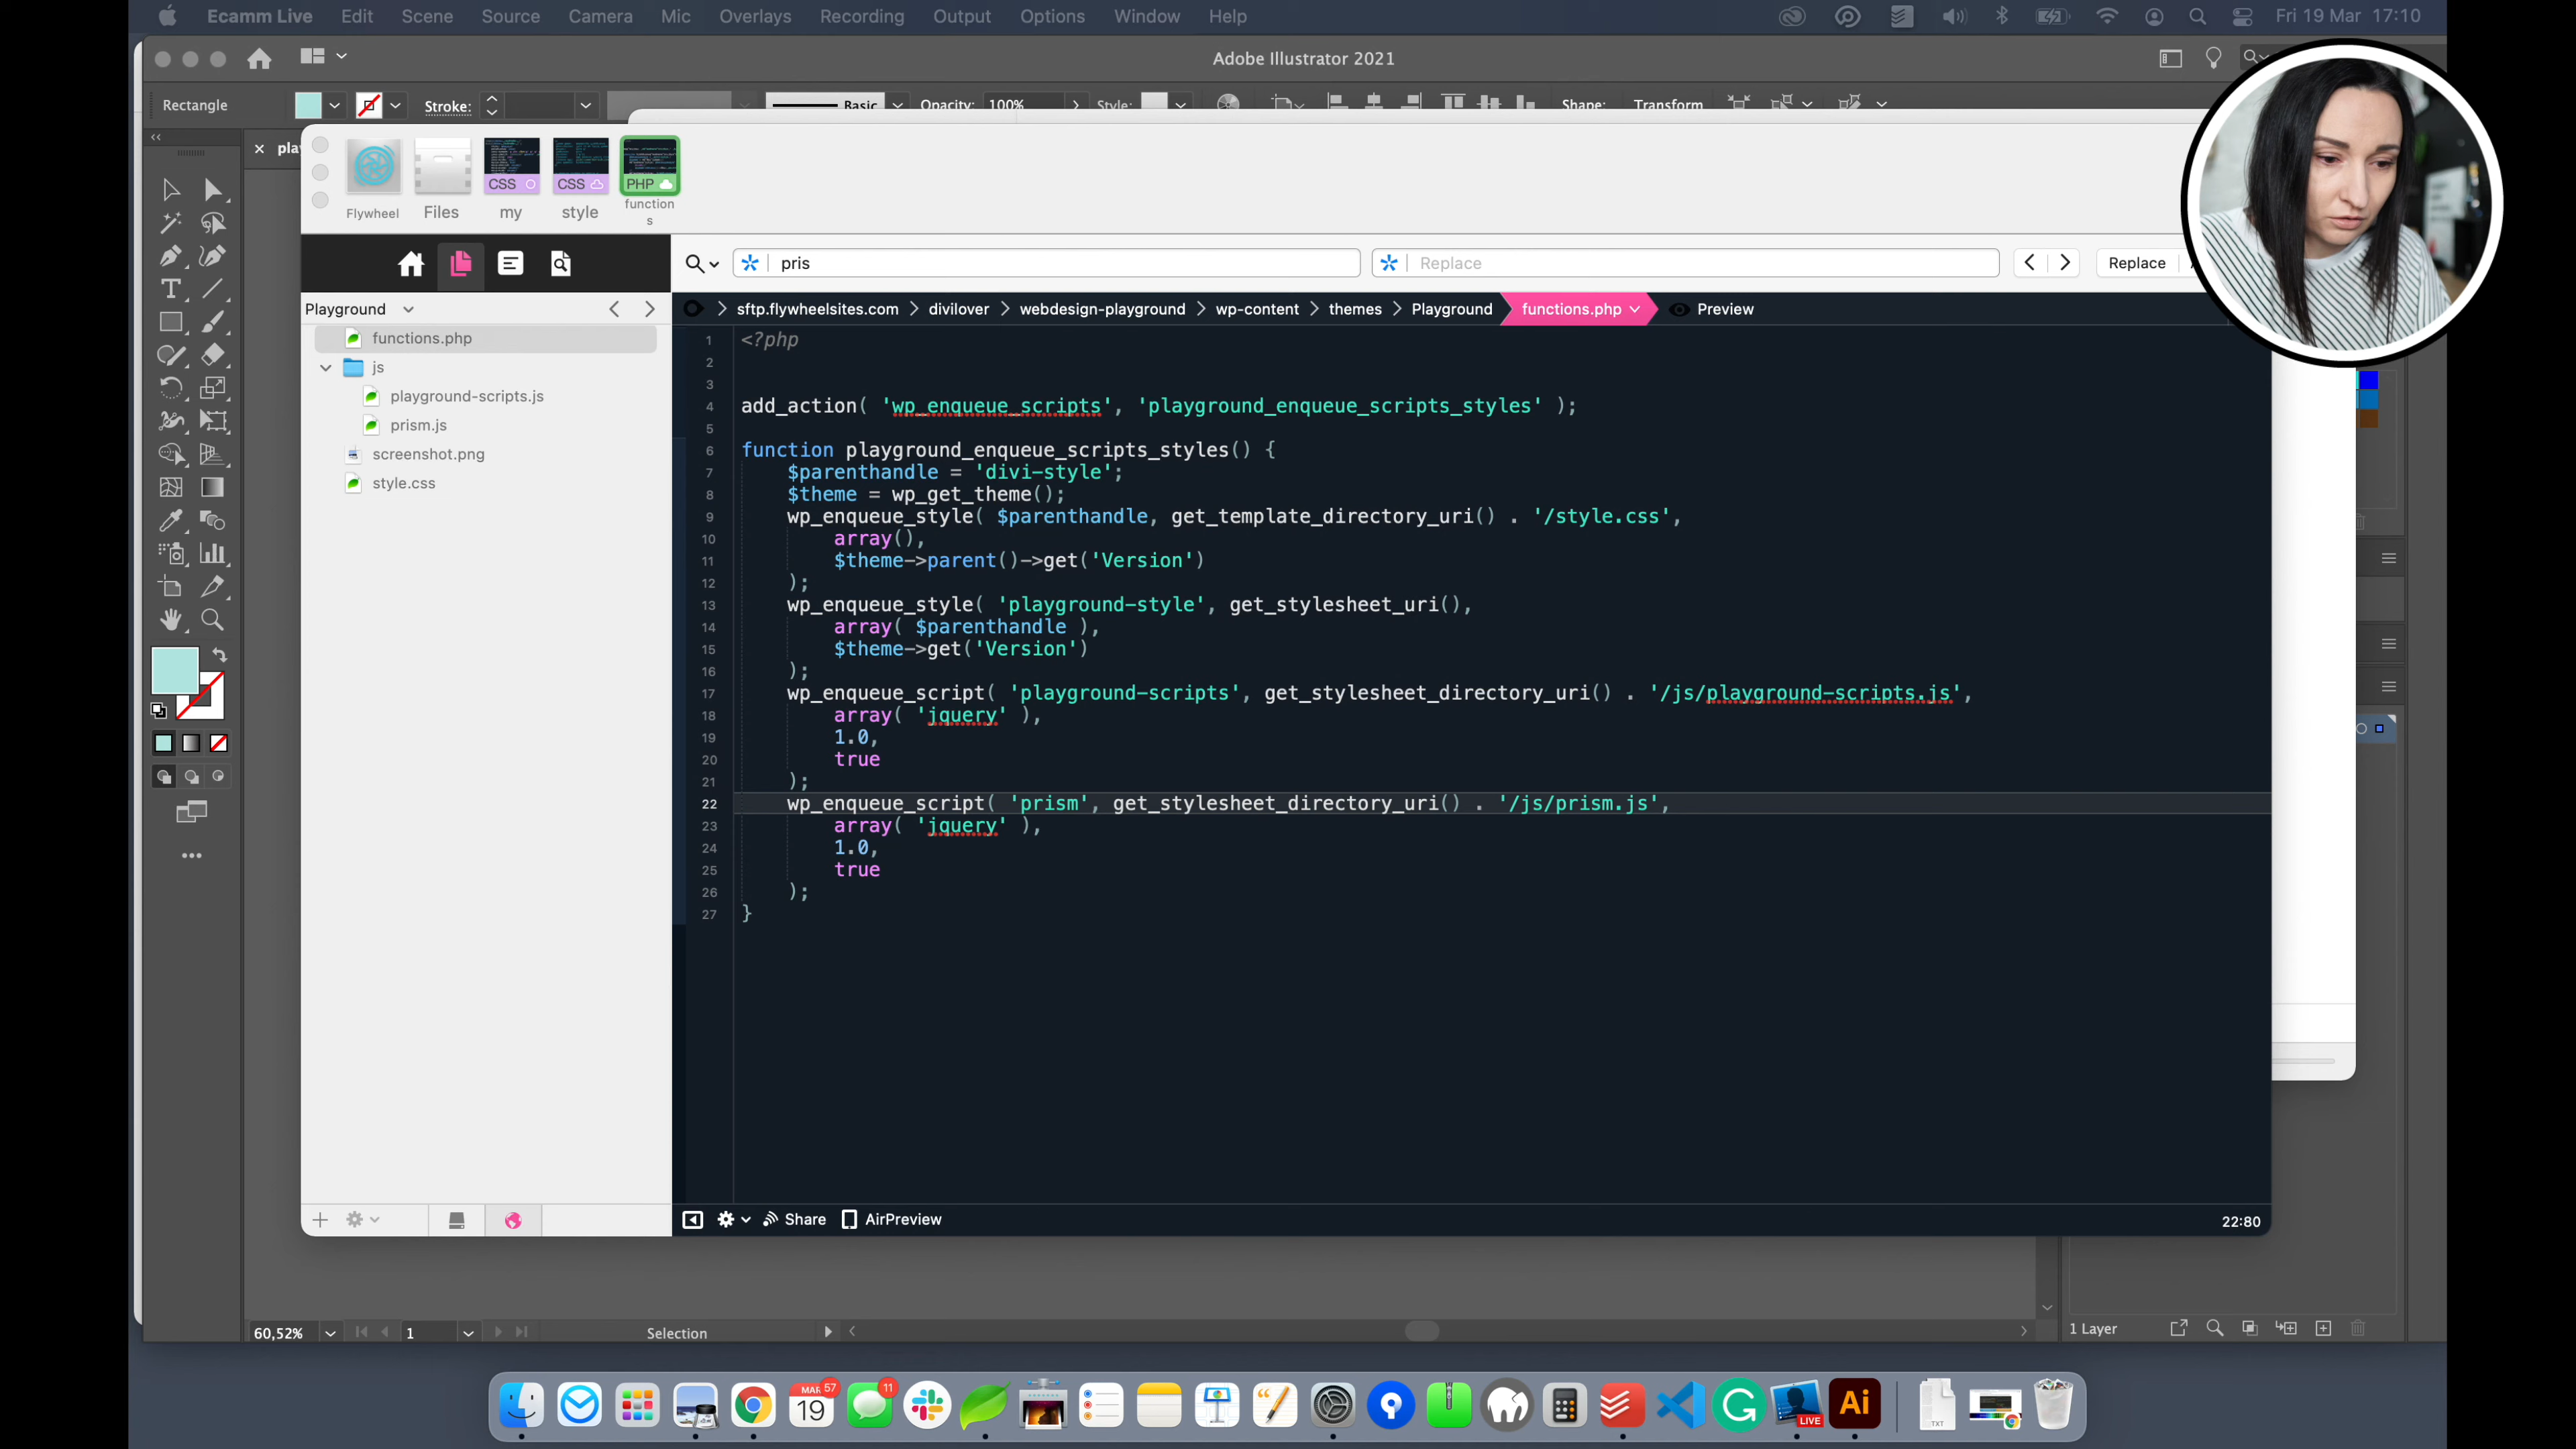 Ecamm Live Edit Scene Source Camera Mic Overlays Recording Output Options Window Help Fri 19 Mar 17:10
Adobe Illustrator 2021
Rectangle Stroke: Basic Opacity: 100% Style: Shape: Transform
CSS CSS PHP
Flywheel Files my style function
s
pris Replace Replace
Playground sftp.flywheelsites.com divilover webdesign-playground wp-content themes Playground functions.php Preview
functions.php
js
playground-scripts.js
prism.js
screenshot.png
style.css
1 <?php
2
3
4 add_action( 'wp_enqueue_scripts', 'playground_enqueue_scripts_styles' );
5
6 function playground_enqueue_scripts_styles() {
7 $parenthandle = 'divi-style';
8 $theme = wp_get_theme();
9 wp_enqueue_style( $parenthandle, get_template_directory_uri() . '/style.css',
10 array(),
11 $theme->parent()->get('Version')
12 );
13 wp_enqueue_style( 'playground-style', get_stylesheet_uri(),
14 array( $parenthandle ),
15 $theme->get('Version')
16 );
17 wp_enqueue_script( 'playground-scripts', get_stylesheet_directory_uri() . '/js/playground-scripts.js',
18 array( 'jquery' ),
19 1.0,
20 true
21 );
22 wp_enqueue_script( 'prism', get_stylesheet_directory_uri() . '/js/prism.js',
23 array( 'jquery' ),
24 1.0,
25 true
26 );
27 }
Share AirPreview 22:80
60,52% 1 Selection 1 Layer
MAR 57 11
19 LIVE Ai TXT